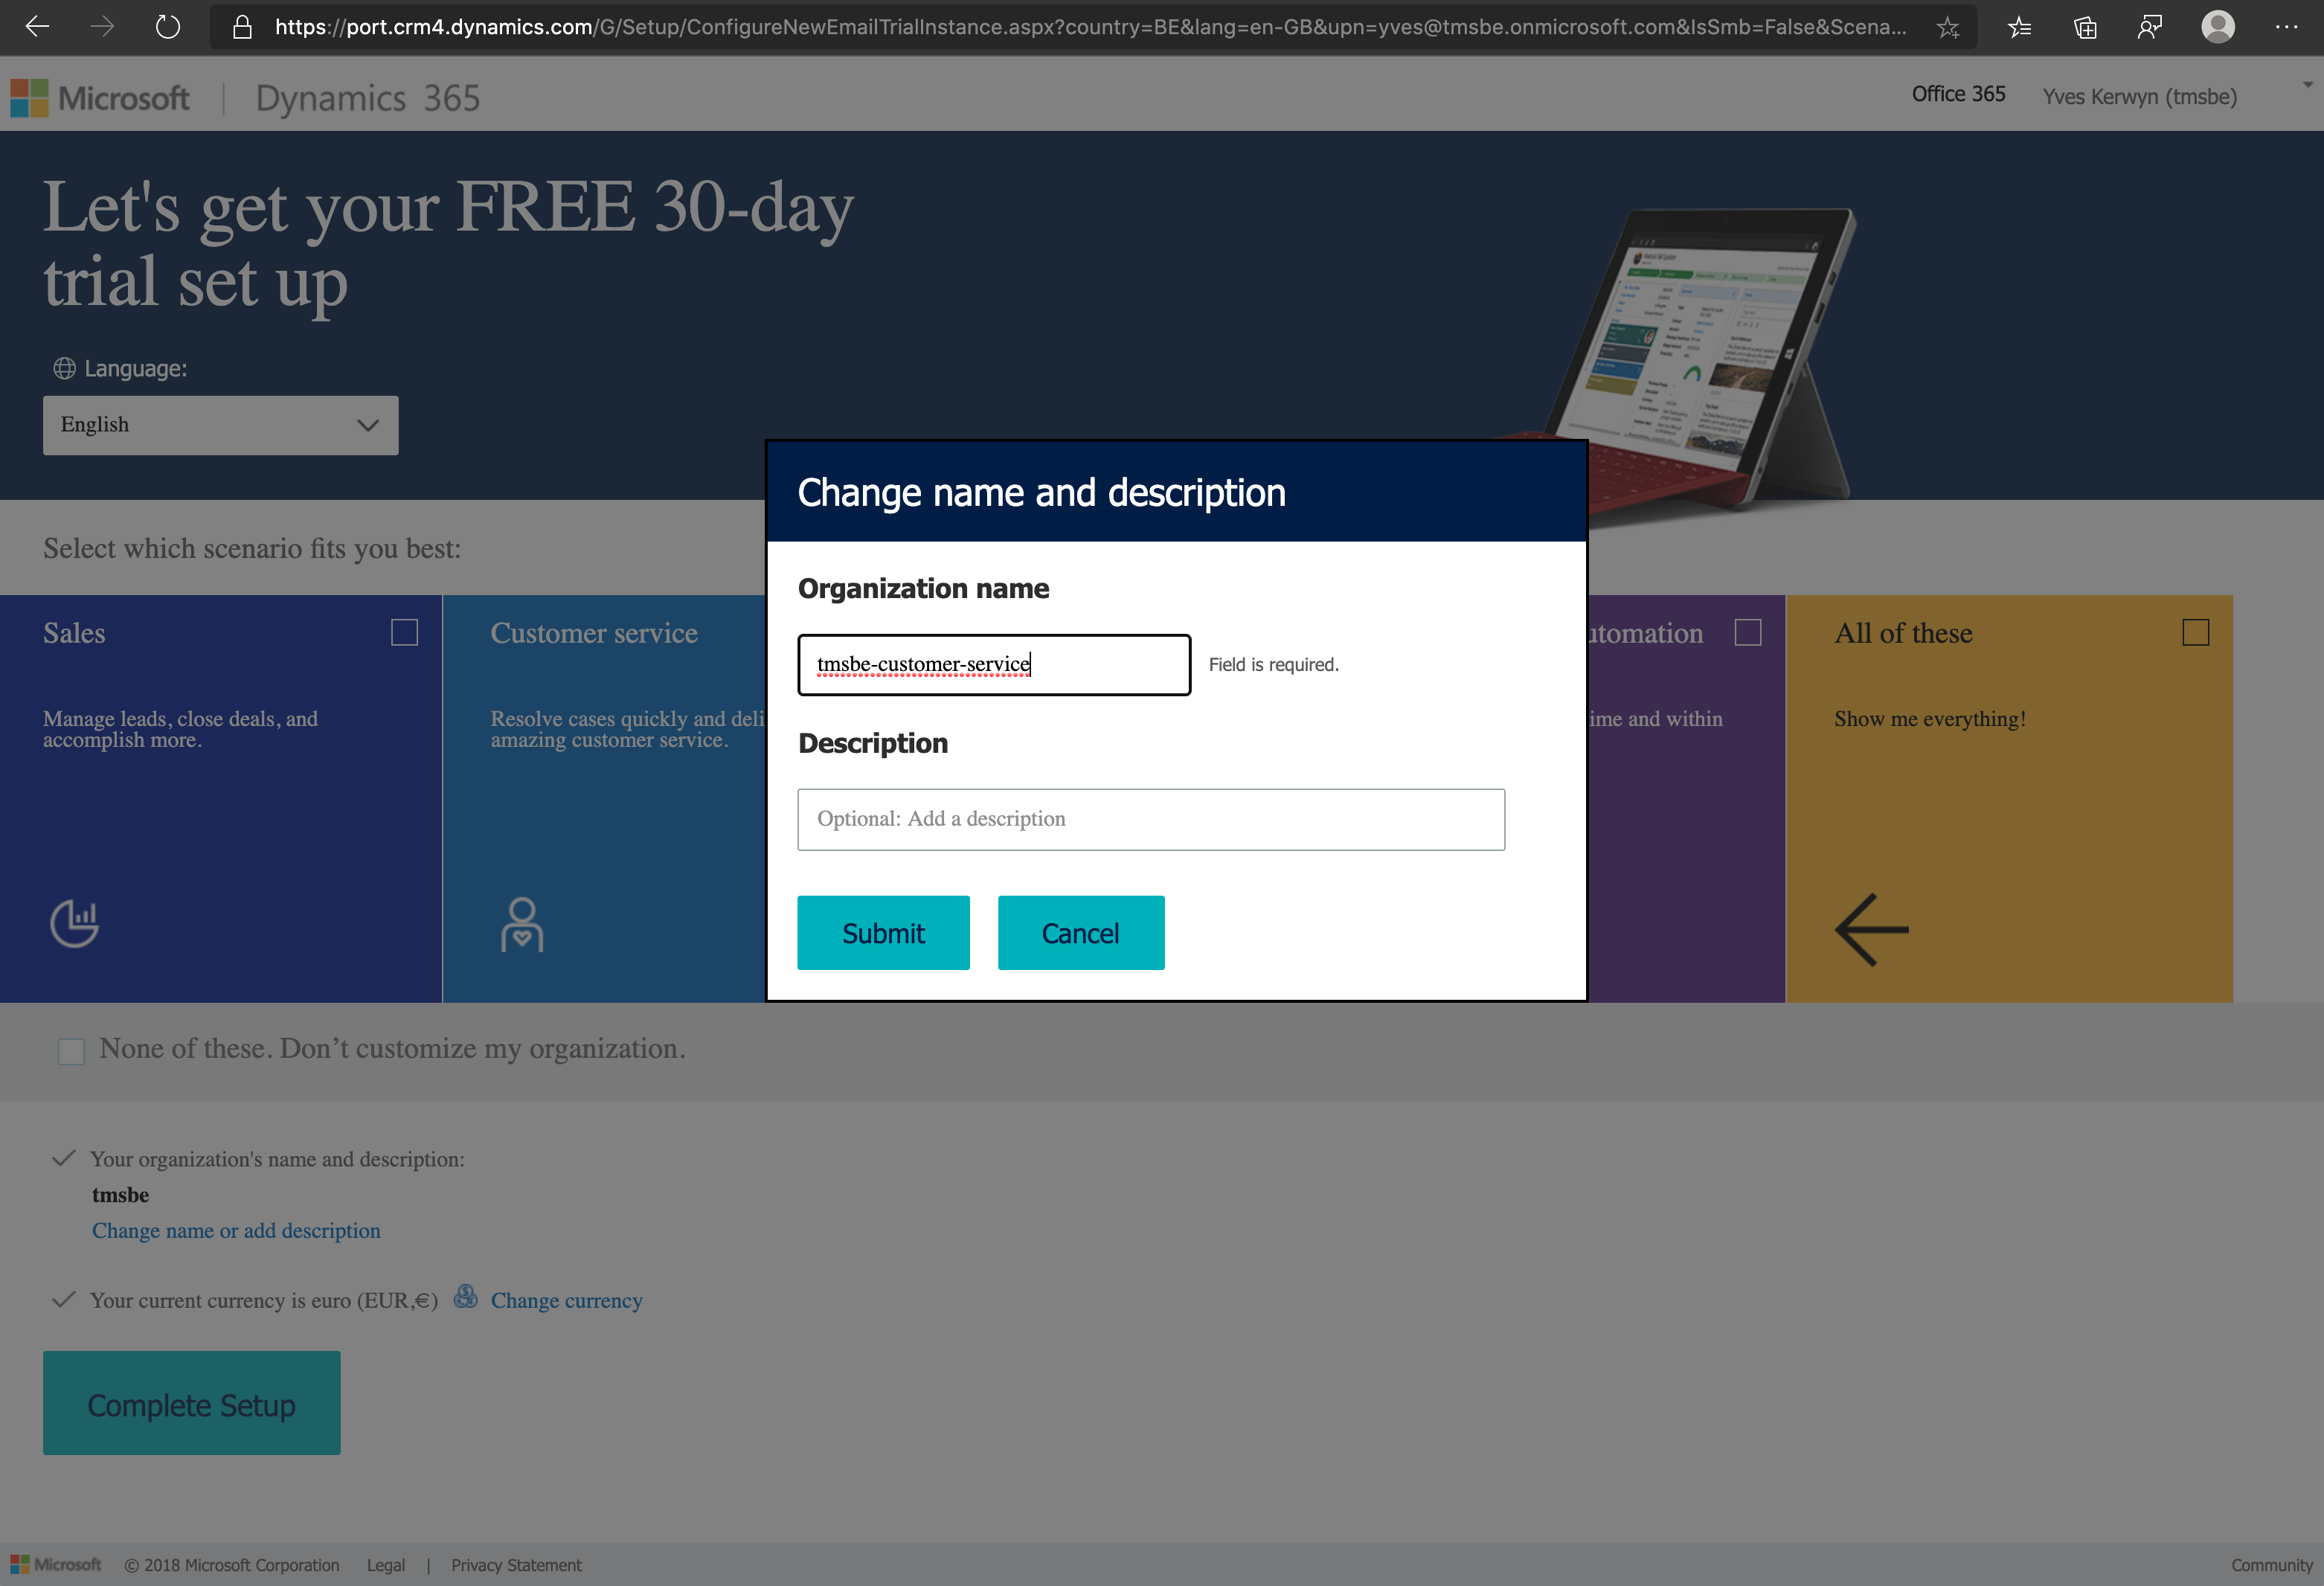 https://port.crm4.dynamics.com/G/Setup/ConfigureNewEmailTrialInstance.aspx?country=BE&lang=en-GB&upn=yves@tmsbe.onmicrosoft.com&IsSmb=False&Scena...
Microsoft | Dynamics 365
Office 365 Yves Kerwyn (tmsbe)
Let's get your FREE 30-day
trial set up
Language:
English
Select which scenario fits you best:
Change name and description
Organization name
tmsbe-customer-service Field is required.
Description
Optional: Add a description
Submit Cancel
Sales
Manage leads, close deals, and
accomplish more.
Customer service
Resolve cases quickly and deli
amazing customer service.
utomation
ime and within
All of these
Show me everything!
None of these. Don’t customize my organization.
Your organization's name and description:
tmsbe
Change name or add description
Your current currency is euro (EUR,€) Change currency
Complete Setup
Microsoft © 2018 Microsoft Corporation Legal | Privacy Statement Community